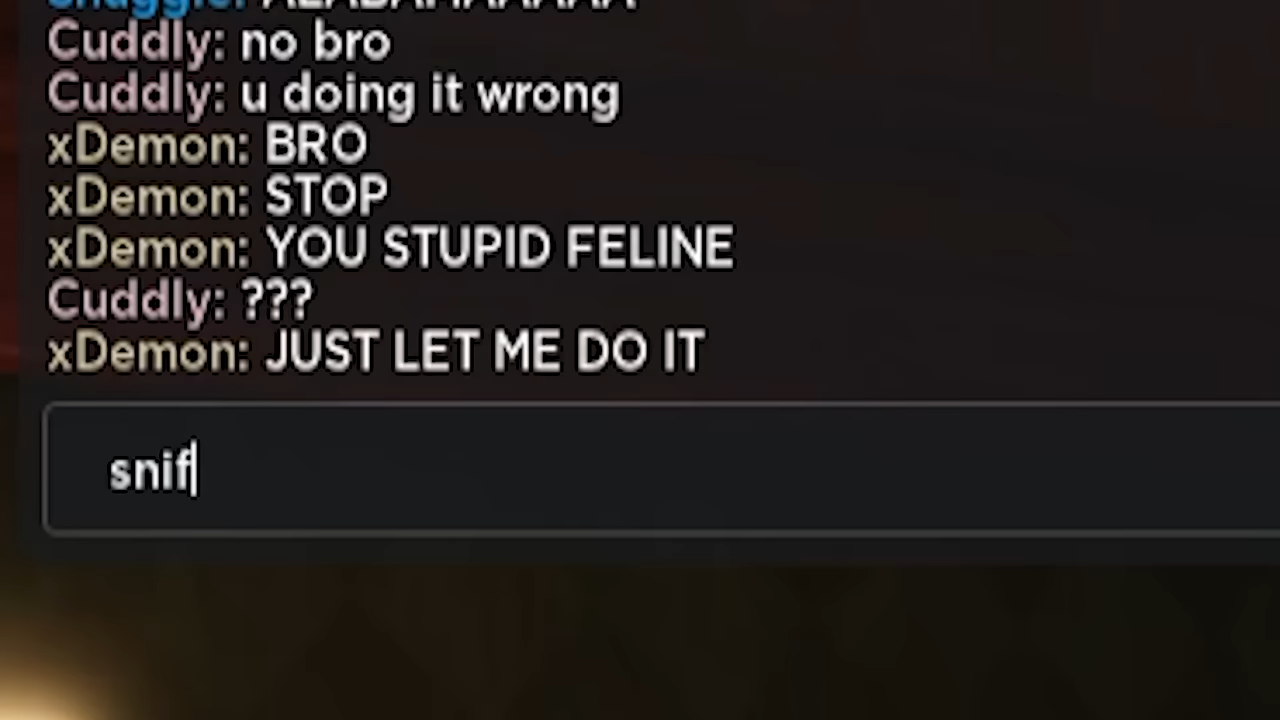 Cuddly: no bro
Cuddly: u doing it wrong
xDemon: BRO
xDemon: STOP
xDemon: YOU STUPID FELINE
Cuddly: ???
xDemon: JUST LET ME DO IT
snif